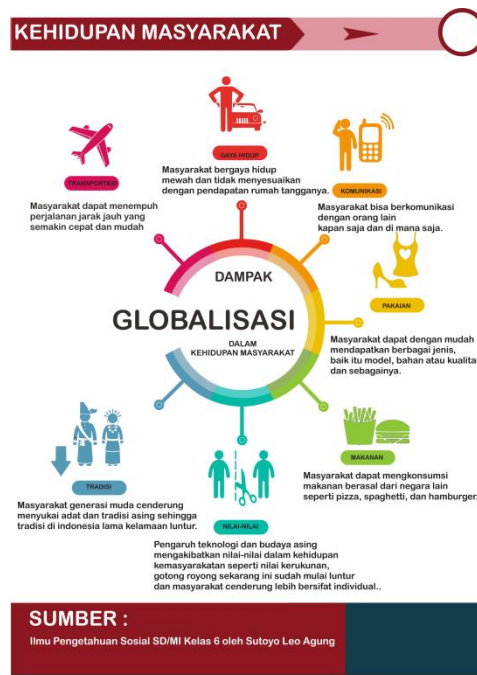 KEHIDUPAN MASYARAKAT
GAYA HIDUP
Masyarakat bergaya hidup
mewah dan tidak menyesuaikan
dengan pendapatan rumah tangganya.
TRANSPORTASI
Masyarakat dapat menempuh
perjalanan jarak jauh yang
semakin cepat dan mudah
KOMUNIKASI
Masyarakat bisa berkomunikasi
dengan orang lain
kapan saja dan di mana saja.
DAMPAK
GLOBALISASI
DALAM
KEHIDUPAN MASYARAKAT
PAKAIAN
Masyarakat dapat dengan mudah
mendapatkan berbagai jenis,
baik itu model, bahan atau kualita
dan sebagainya.
MAKANAN
Masyarakat dapat mengkonsumsi
makanan berasal dari negara lain
seperti pizza, spaghetti, dan hamburger.
TRADISI
Masyarakat generasi muda cenderung
menyukai adat dan tradisi asing sehingga
tradisi di indonesia lama kelamaan luntur.
NILAI-NILAI
Pengaruh teknologi dan budaya asing
mengakibatkan nilai-nilai dalam kehidupan
kemasyarakatan seperti nilai kerukunan,
gotong royong sekarang ini sudah mulai luntur
dan masyarakat cenderung lebih bersifat individual..
SUMBER :
Ilmu Pengetahuan Sosial SD/MI Kelas 6 oleh Sutoyo Leo Agung